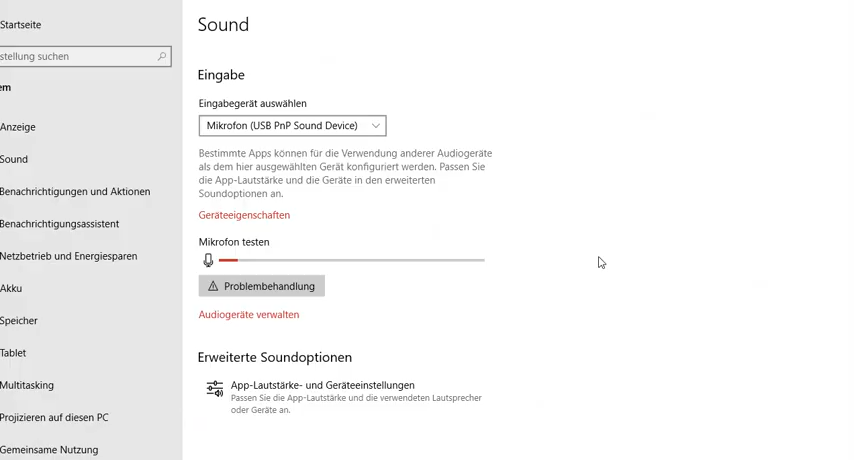 Startseite
stellung suchen
em
Anzeige
Sound
Benachrichtigungen und Aktionen
Benachrichtigungsassistent
Netzbetrieb und Energiesparen
Akku
Speicher
Tablet
Multitasking
Projizieren auf diesen PC
Gemeinsame Nutzung
Sound
Eingabe
Eingabegerät auswählen
Mikrofon (USB PnP Sound Device)
Bestimmte Apps können für die Verwendung anderer Audiogeräte
als dem hier ausgewählten Gerät konfiguriert werden. Passen Sie
die App-Lautstärke und die Geräte in den erweiterten
Soundoptionen an.
Geräteeigenschaften
Mikrofon testen
Problembehandlung
Audiogeräte verwalten
Erweiterte Soundoptionen
App-Lautstärke- und Geräteeinstellungen
Passen Sie die App-Lautstärke und die verwendeten Lautsprecher
oder Geräte an.